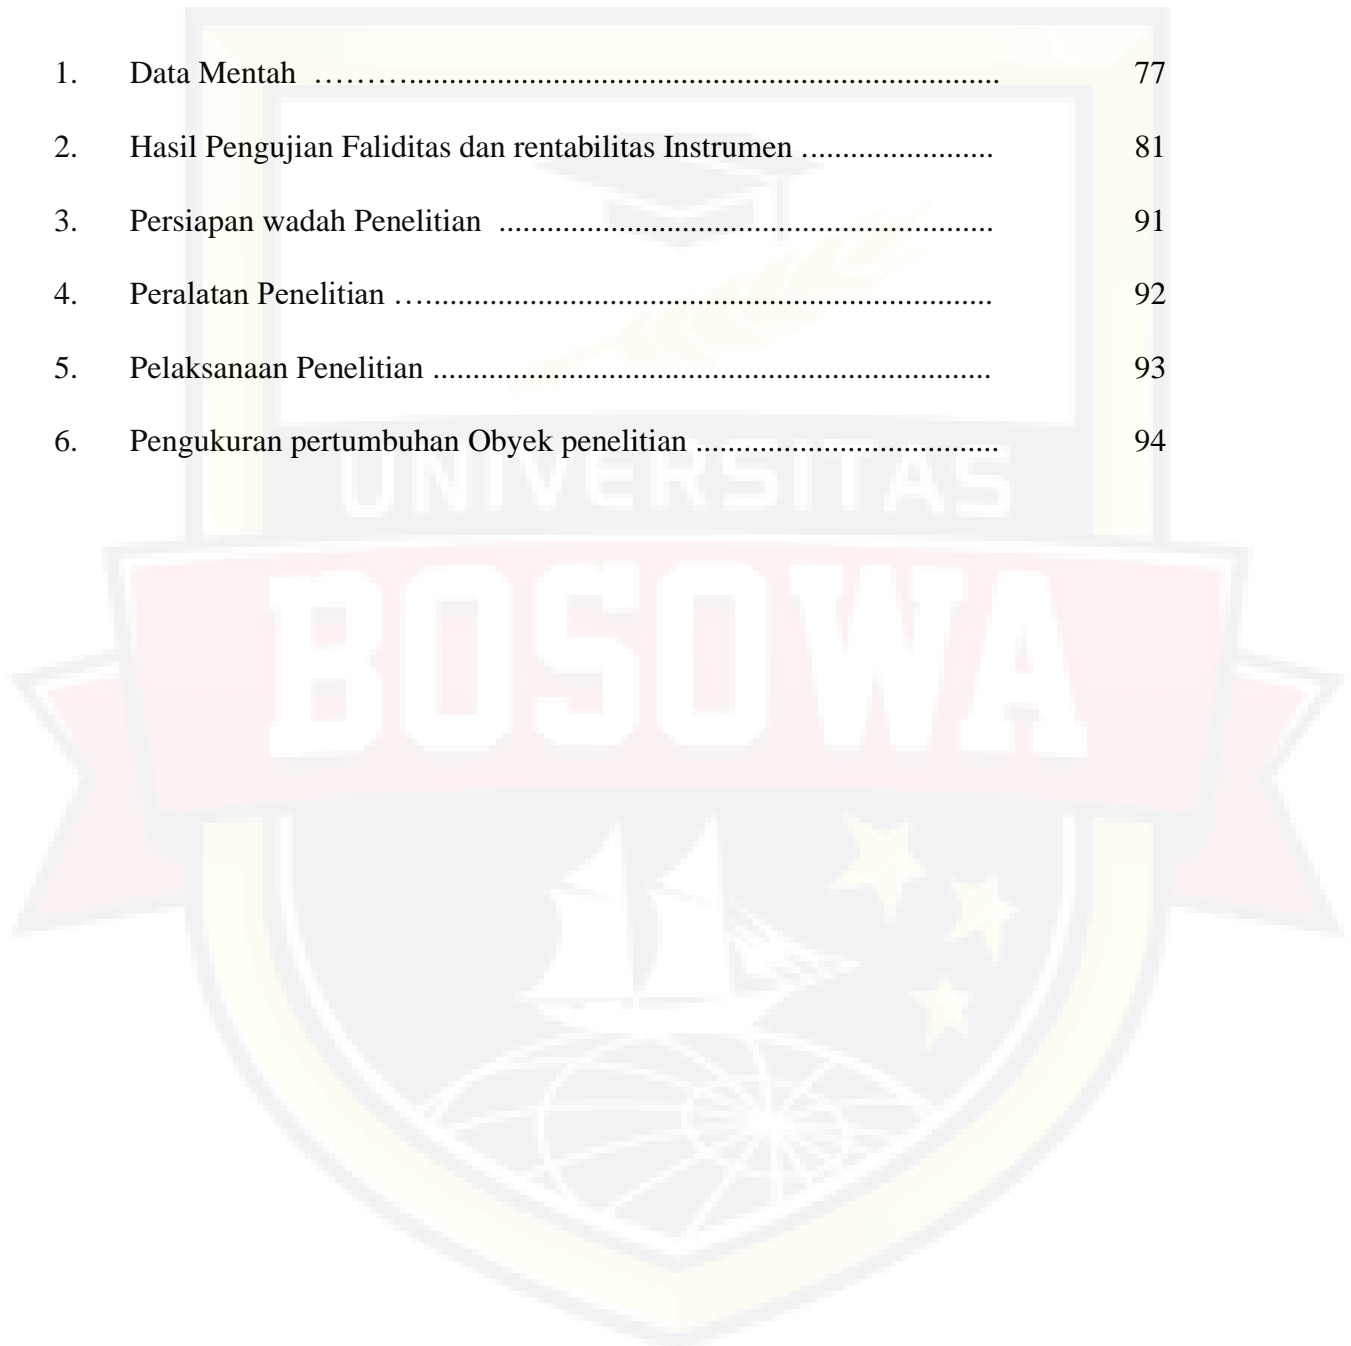 1. Data Mentah ………........................................................................... 77
2. Hasil Pengujian Faliditas dan rentabilitas Instrumen …..................... 81
3. Persiapan wadah Penelitian .............................................................. 91
4. Peralatan Penelitian ….......................................................................... 92
5. Pelaksanaan Penelitian ...................................................................... 93
6. Pengukuran pertumbuhan Obyek penelitian ...................................... 94
UNIVERSITAS
BOSOWA